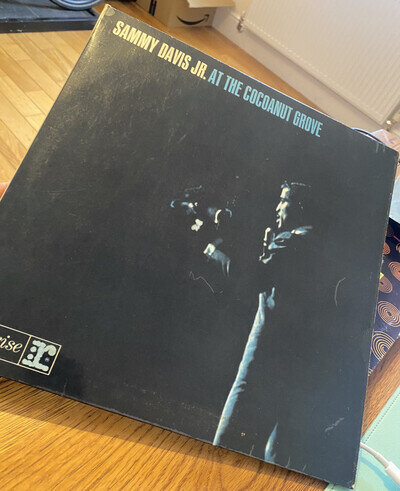 SAMMY DAVIS JR. AT THE COCOANUT GROVE
rise r: